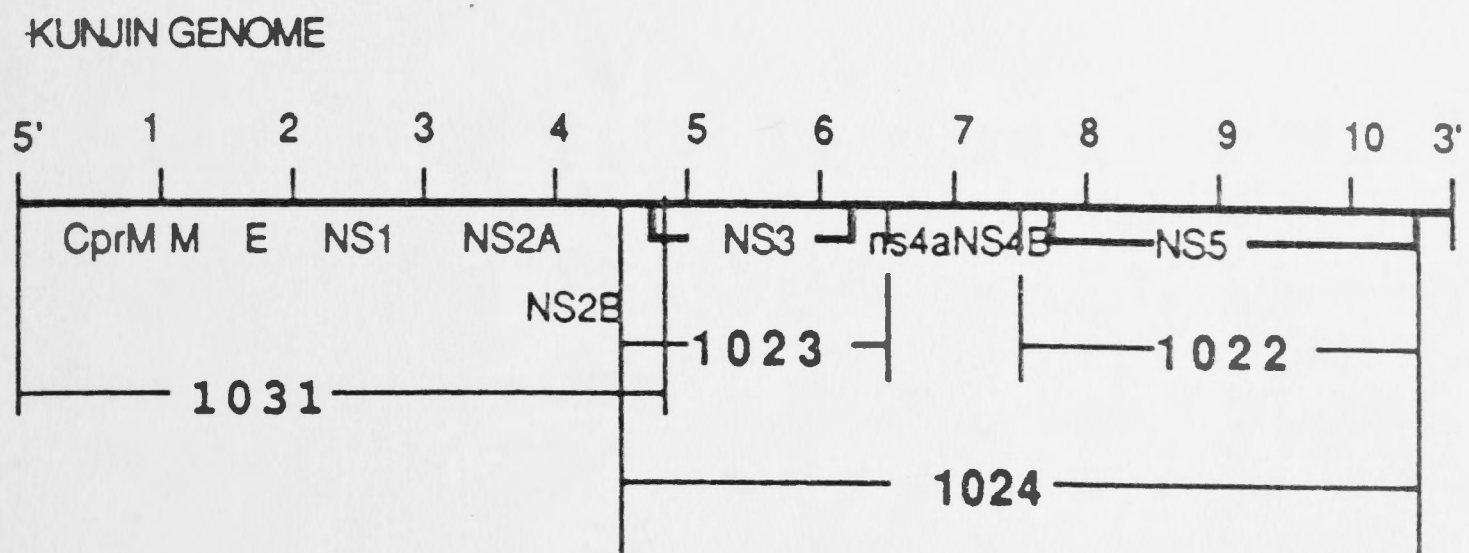 KUNJIN GENOME
5' 1 2 3 4 5 6 7 8 9 10 3'
CprM M E NS1 NS2A NS3 ns4aNS4B NS5
NS2B
1023 1022
1031
1024